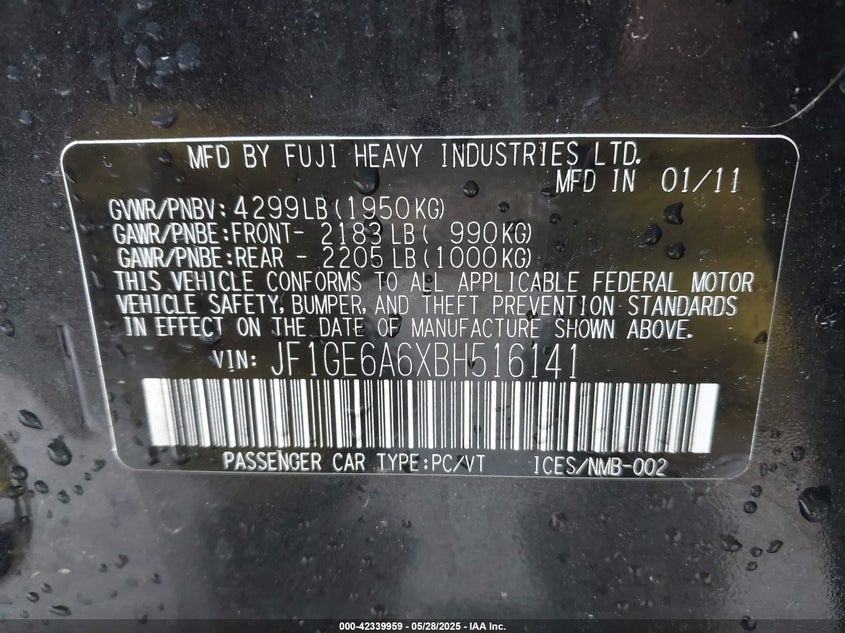 MFD BY FUJI HEAVY INDUSTRIES LTD.
MFD IN 01/11
GVWR/PNBV: 4299LB (1950KG)
GAWR/PNBE:FRONT- 2183 LB ( 990KG)
GAWR/PNBE:REAR - 2205 LB (1000KG)
THIS VEHICLE CONFORMS TO ALL APPLICABLE FEDERAL MOTOR
VEHICLE SAFETY, BUMPER, AND THEFT PREVENTION STANDARDS
IN EFFECT ON THE DATE OF MANUFACTURE SHOWN ABOVE.
VIN: JF1GE6A6XBH516141
PASSENGER CAR TYPE:PC/VT ICES/NMB-002
000-42339959 - 05/28/2025 - IAA Inc.